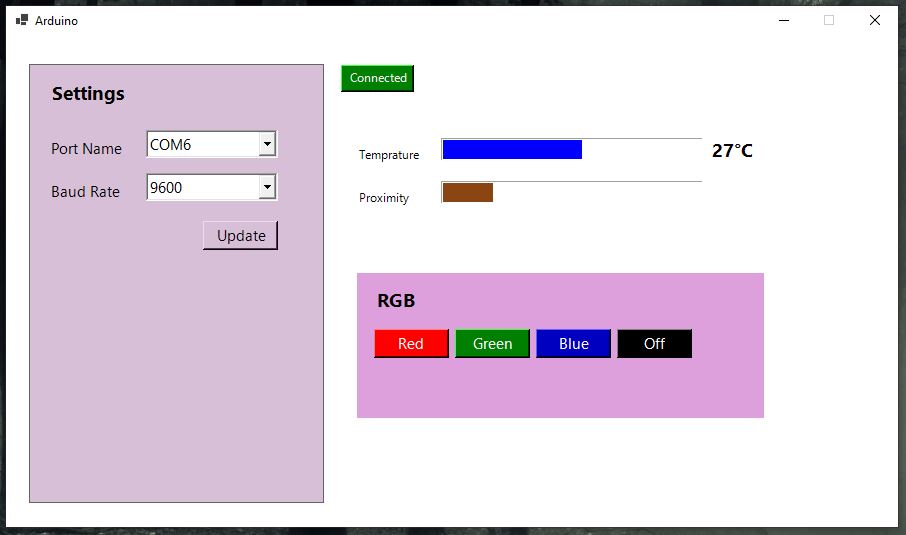 Arduino
Settings
Port Name COM6
Baud Rate 9600
Update
Connected
Temprature 27°C
Proximity
RGB
Red Green Blue Off